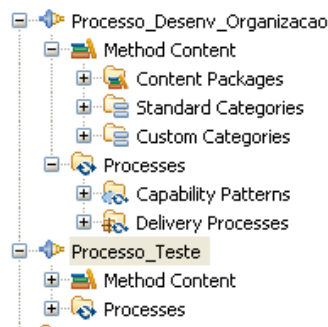 Processo_Desenv_Organizacao
Method Content
Content Packages
Standard Categories
Custom Categories
Processes
Capability Patterns
Delivery Processes
Processo_Teste
Method Content
Processes